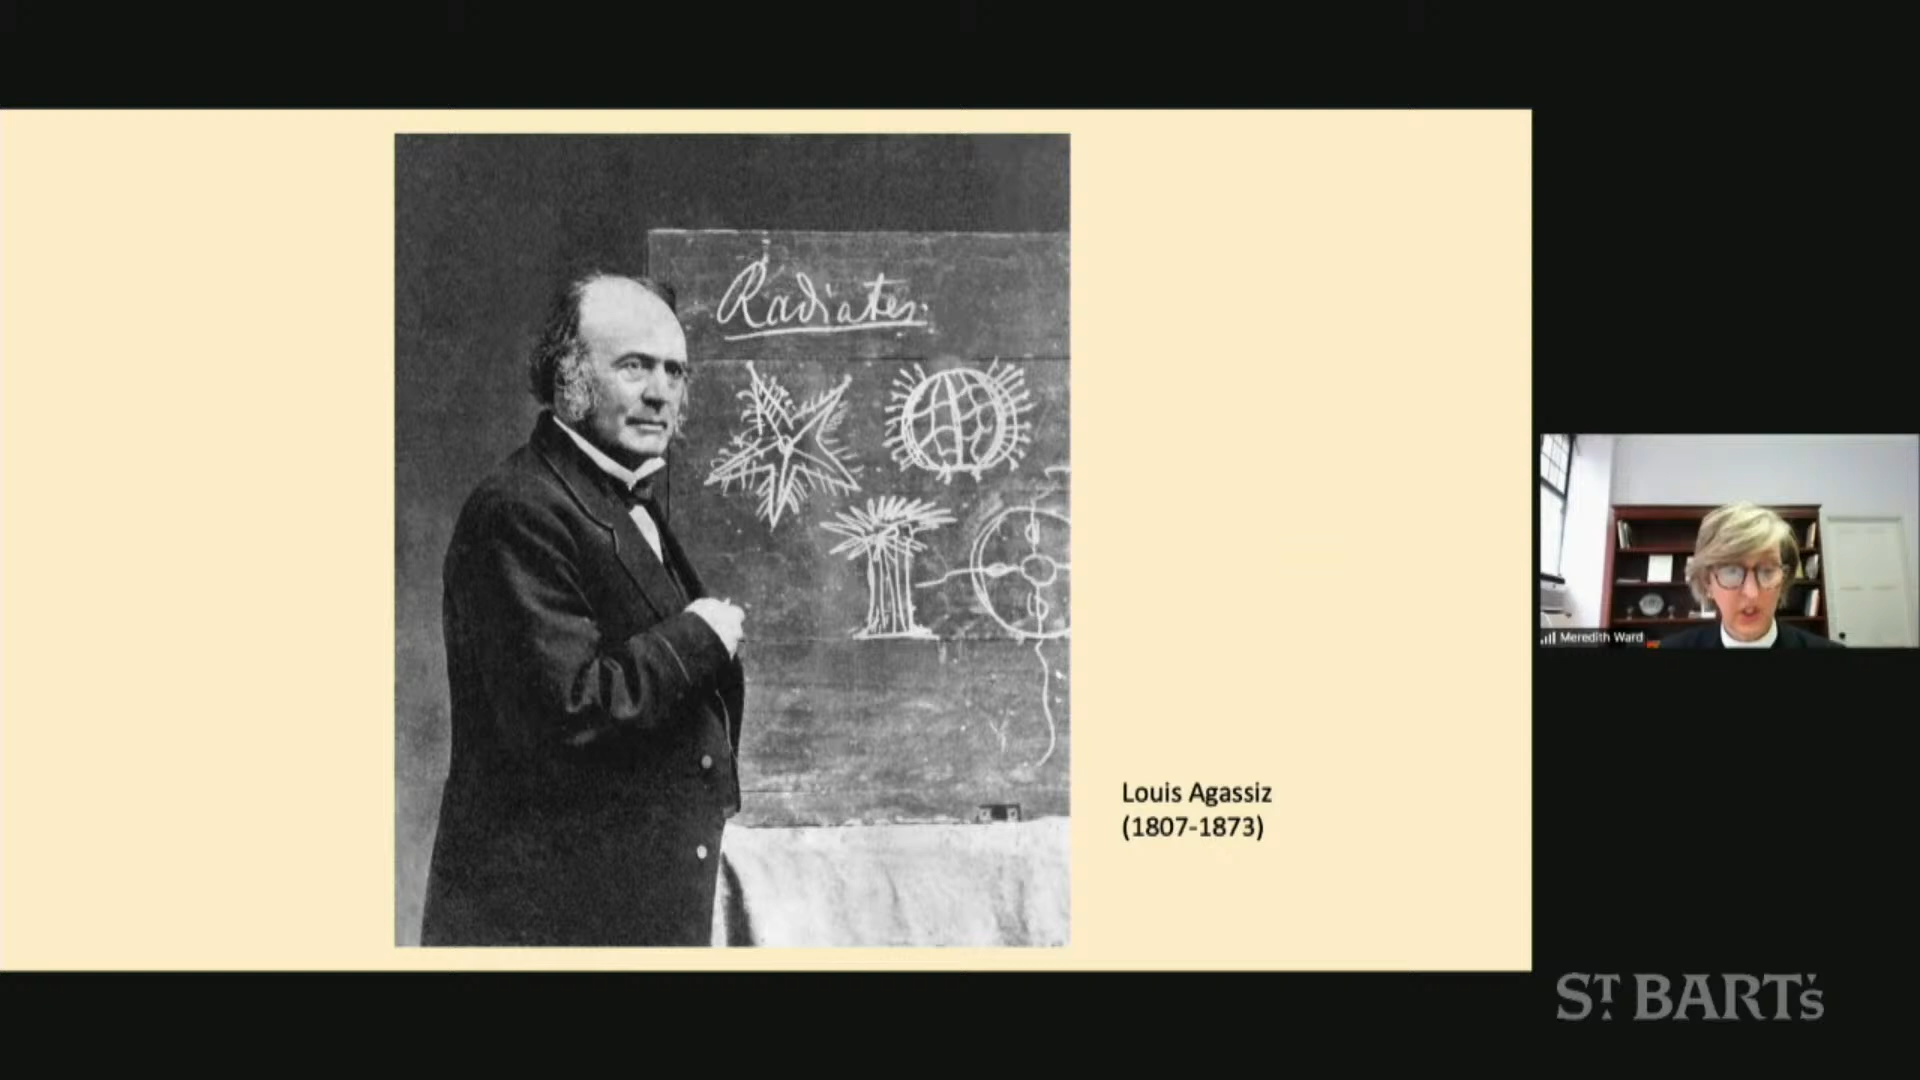 Radiates.
Louis Agassiz
(1807-1873)
Meredith Ward
ST. BART's